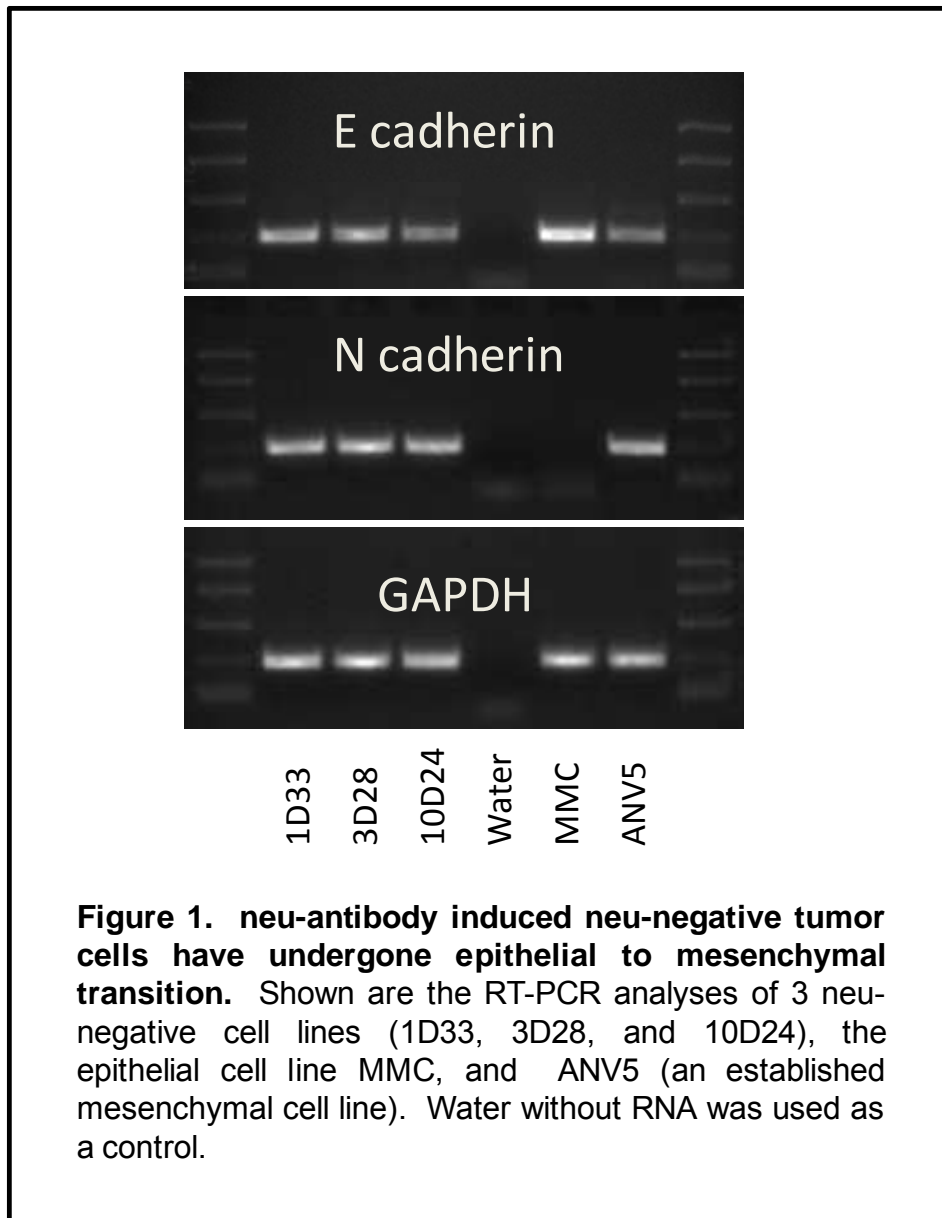 E cadherin
N cadherin
GAPDH
1D33
3D28
10D24
Water
MMC
ANV5
Figure 1. neu-antibody induced neu-negative tumor
cells have undergone epithelial to mesenchymal
transition. Shown are the RT-PCR analyses of 3 neu-
negative cell lines (1D33, 3D28, and 10D24), the
epithelial cell line MMC, and ANV5 (an established
mesenchymal cell line). Water without RNA was used as
a control.